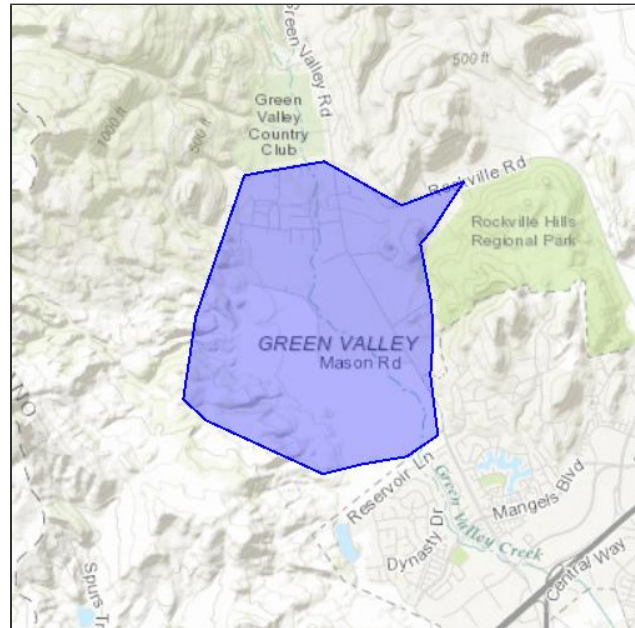 Green Valley Rd
500 ft
Green
Valley
Country
Club
1000 ft
500 ft
Rockville Rd
Rockville Hills
Regional Park
GREEN VALLEY
Mason Rd
NO
Reservoir Ln
Mangels Blvd
Green Valley Creek
Dynasty Dr
Central Way
Spurs Tr